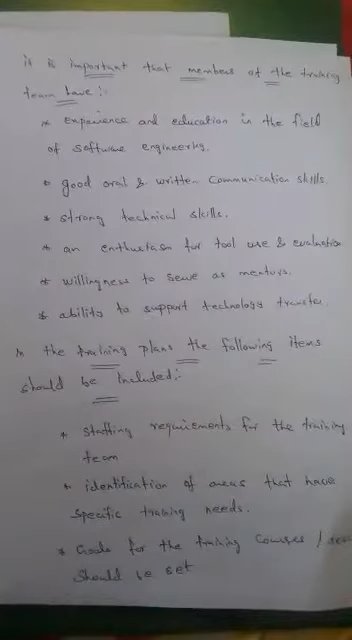 it is important that members of the training
team have :-
* experience and education in the field
of software engineering.
* good oral & written communication skills.
* strong technical skills.
* an enthusiasm for tool use & evaluation
* willingness to serve as mentors.
* ability to support technology transfer.
In the training plans the following items
should be included:-
* staffing requirements for the training
team
* identification of areas that have
specific training needs.
* Goals for the training courses /
should be set